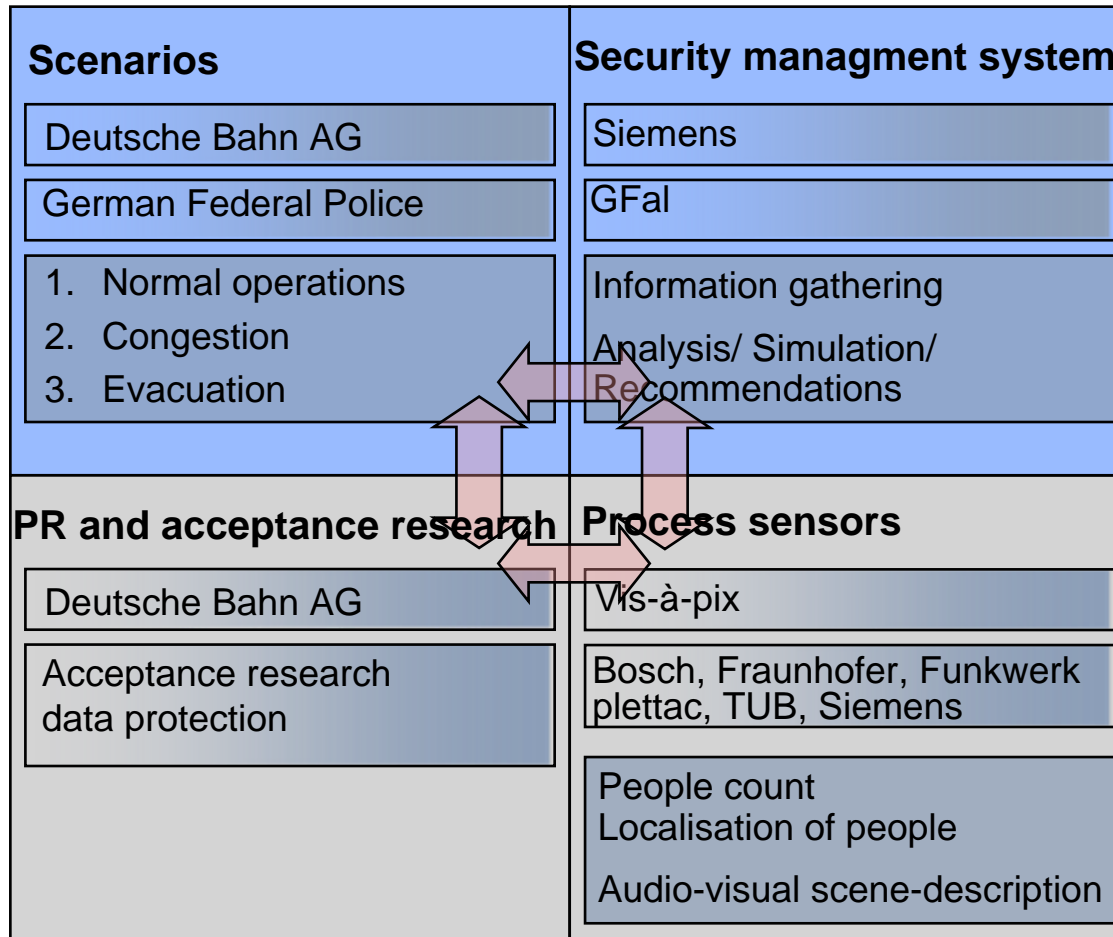 Scenarios
Deutsche Bahn AG
German Federal Police
1. Normal operations
2. Congestion
3. Evacuation
Security managment system
Siemens
GFal
Information gathering
Analysis/ Simulation/
Recommendations
PR and acceptance research
Deutsche Bahn AG
Acceptance research
data protection
Process sensors
Vis-à-pix
Bosch, Fraunhofer, Funkwerk
plettac, TUB, Siemens
People count
Localisation of people
Audio-visual scene-description